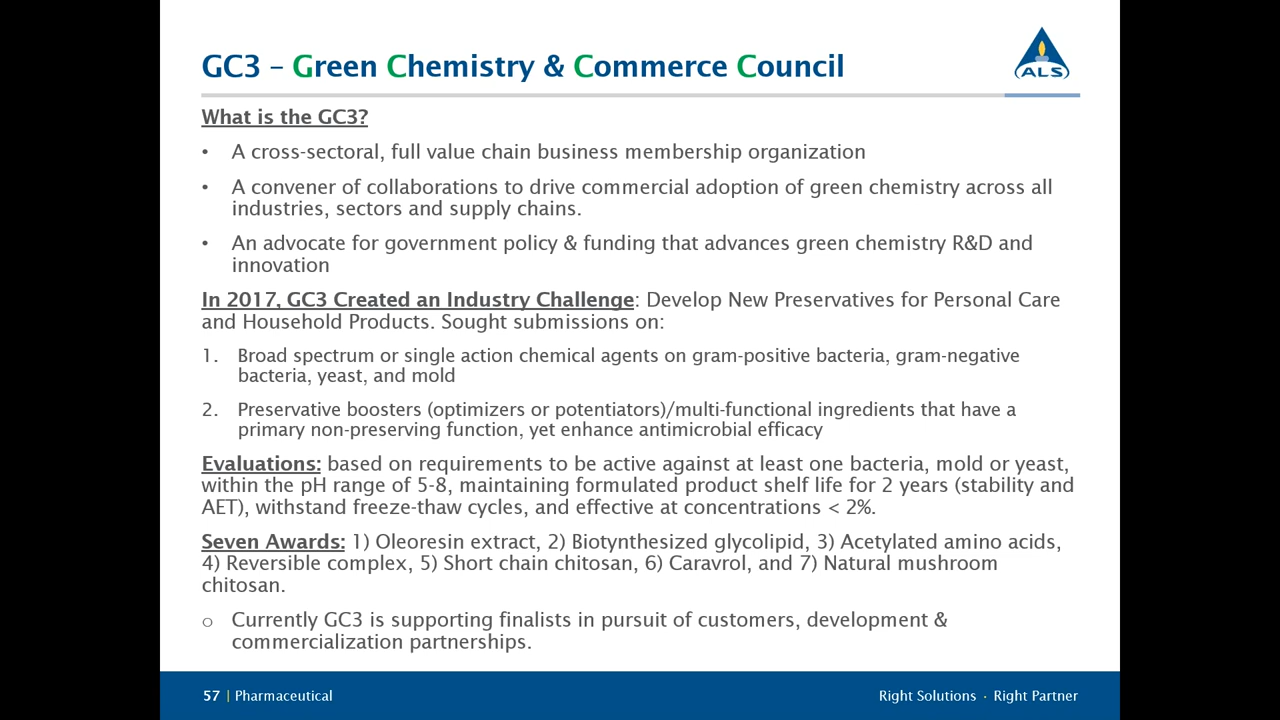 GC3 – Green Chemistry & Commerce Council
ALS
What is the GC3?
• A cross-sectoral, full value chain business membership organization
• A convener of collaborations to drive commercial adoption of green chemistry across all
industries, sectors and supply chains.
• An advocate for government policy & funding that advances green chemistry R&D and
innovation
In 2017, GC3 Created an Industry Challenge: Develop New Preservatives for Personal Care
and Household Products. Sought submissions on:
1. Broad spectrum or single action chemical agents on gram-positive bacteria, gram-negative
bacteria, yeast, and mold
2. Preservative boosters (optimizers or potentiators)/multi-functional ingredients that have a
primary non-preserving function, yet enhance antimicrobial efficacy
Evaluations: based on requirements to be active against at least one bacteria, mold or yeast,
within the pH range of 5-8, maintaining formulated product shelf life for 2 years (stability and
AET), withstand freeze-thaw cycles, and effective at concentrations < 2%.
Seven Awards: 1) Oleoresin extract, 2) Biotynthesized glycolipid, 3) Acetylated amino acids,
4) Reversible complex, 5) Short chain chitosan, 6) Caravrol, and 7) Natural mushroom
chitosan.
o Currently GC3 is supporting finalists in pursuit of customers, development &
commercialization partnerships.
57 | Pharmaceutical
Right Solutions · Right Partner